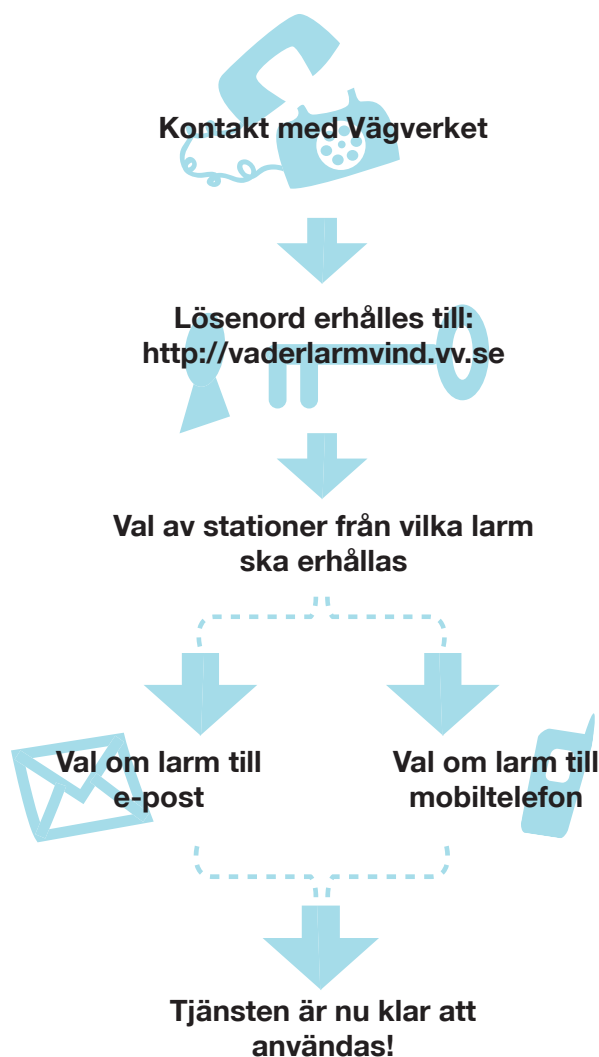 Kontakt med Vägverket
Lösenord erhålles till:
http://vaderlarmvind.vv.se
Val av stationer från vilka larm
ska erhållas
Val om larm till
e-post
Val om larm till
mobiltelefon
Tjänsten är nu klar att
användas!